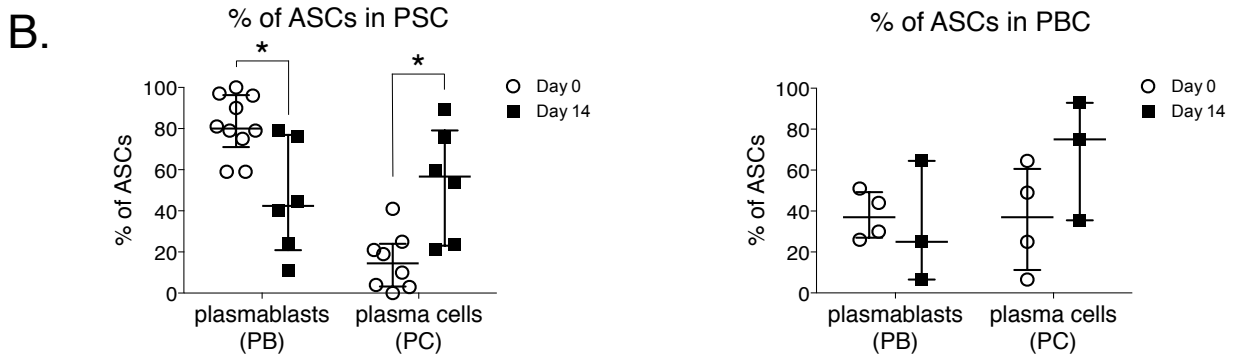 B.
% of ASCs in PSC
*
*
100
80
60
40
20
0
% of ASCs
plasmablasts
(PB)
plasma cells
(PC)
Day 0
Day 14
% of ASCs in PBC
100
80
60
40
20
0
% of ASCs
plasmablasts
(PB)
plasma cells
(PC)
Day 0
Day 14